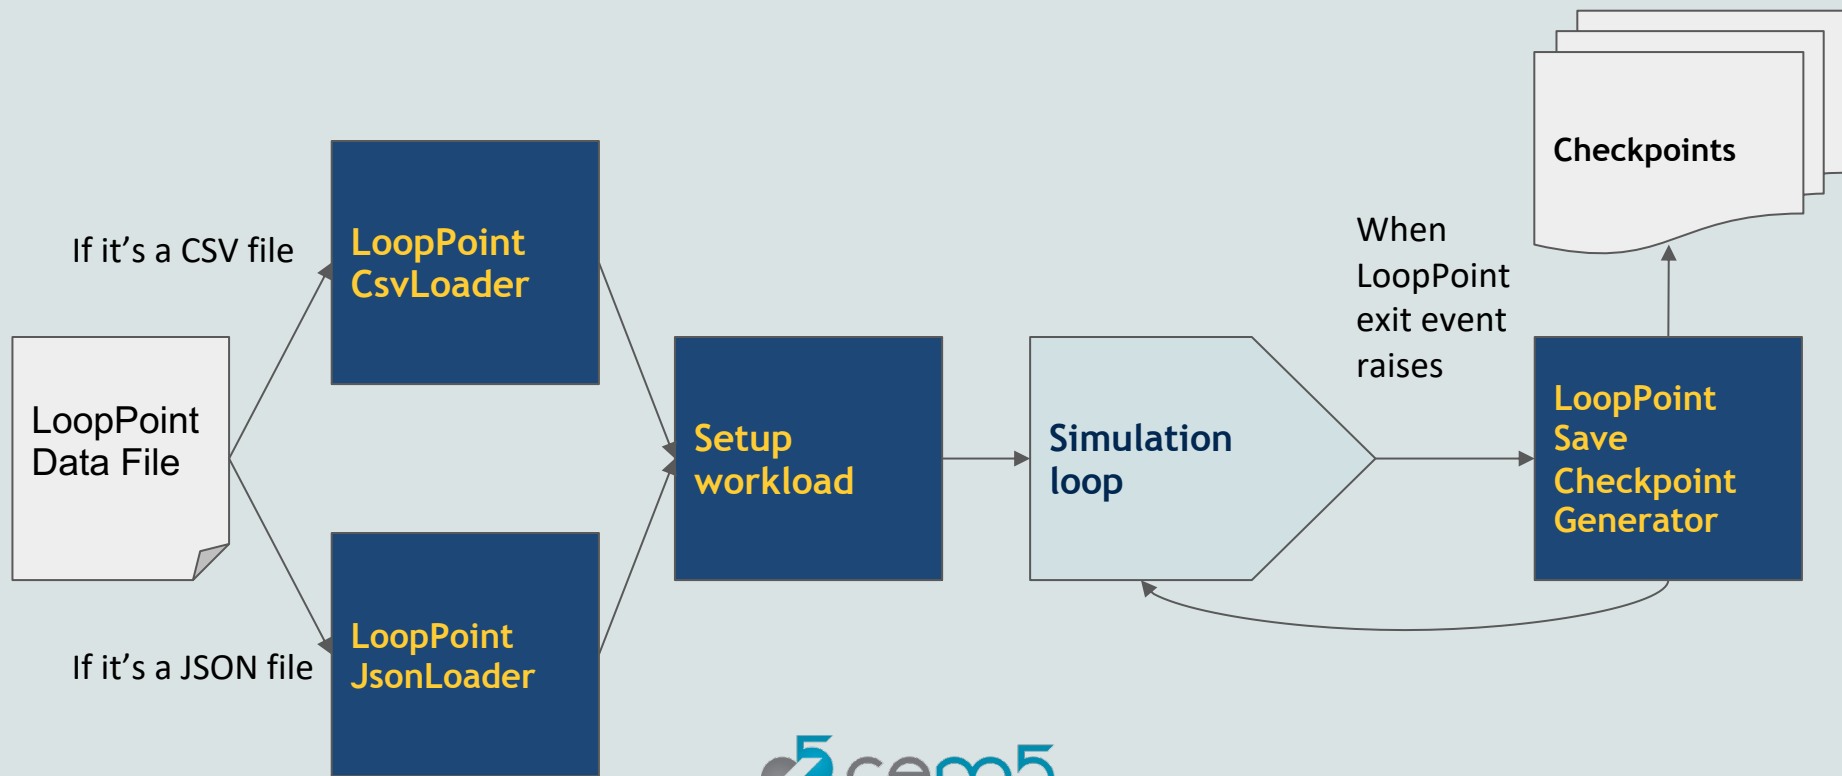 If it's a CSV file
LoopPoint
CsvLoader
LoopPoint
Data File
If it's a JSON file
LoopPoint
JsonLoader
Setup
workload
Simulation
loop
When
LoopPoint
exit event
raises
LoopPoint
Save
Checkpoint
Generator
Checkpoints